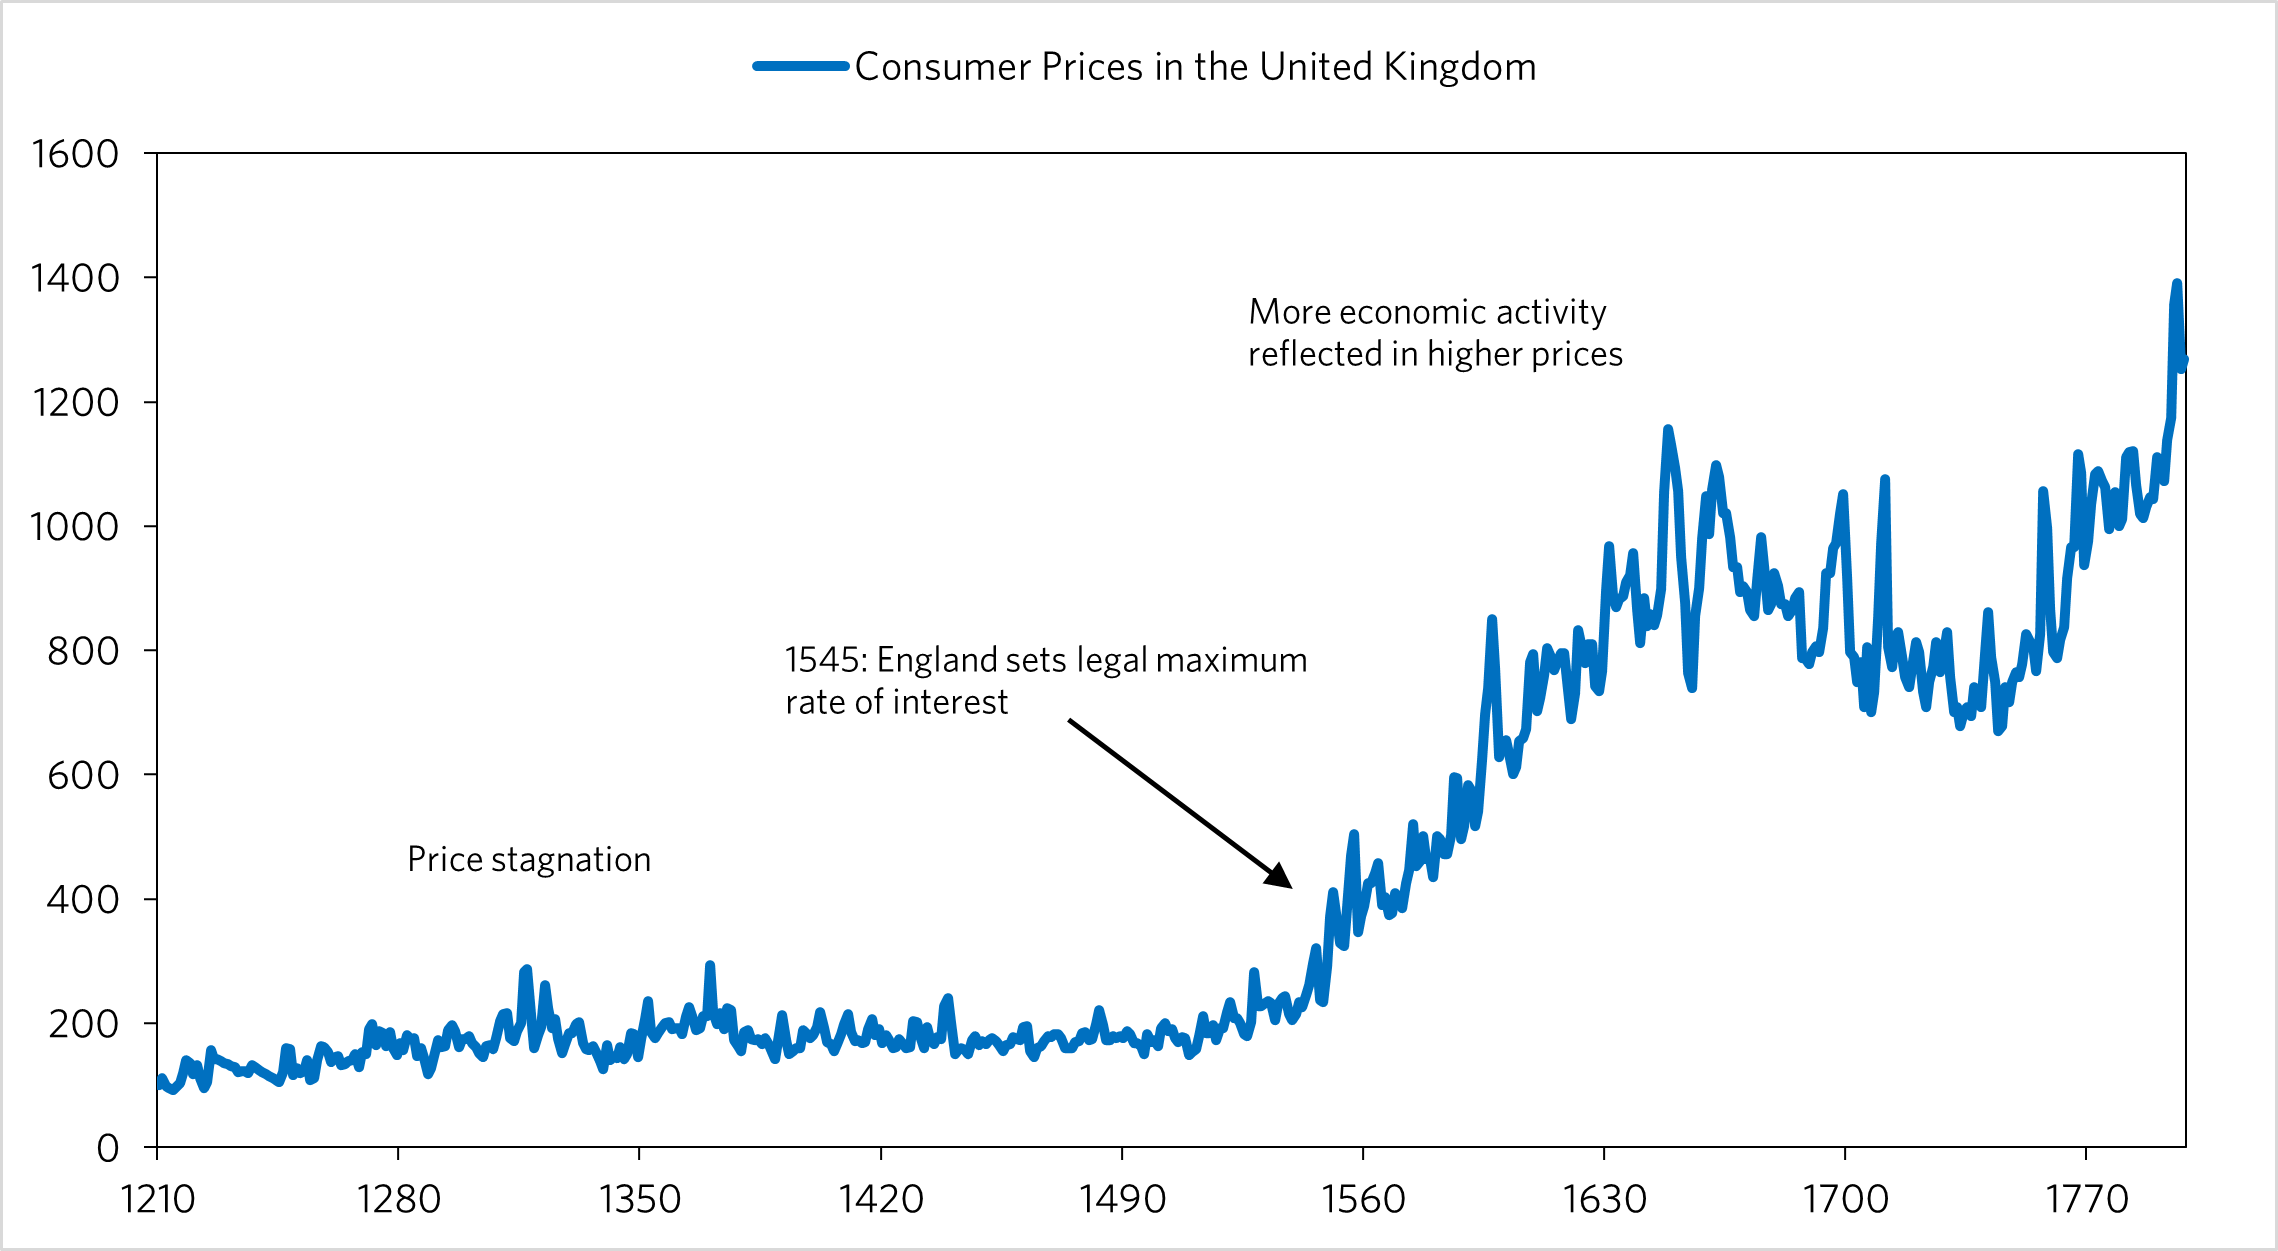 Consumer Prices in the United Kingdom
1600
1400
1200
1000
800
600
400
200
0
More economic activity
reflected in higher prices
1545: England sets legal maximum
rate of interest
Price stagnation
1210 1280 1350 1420 1490 1560 1630 1700 1770